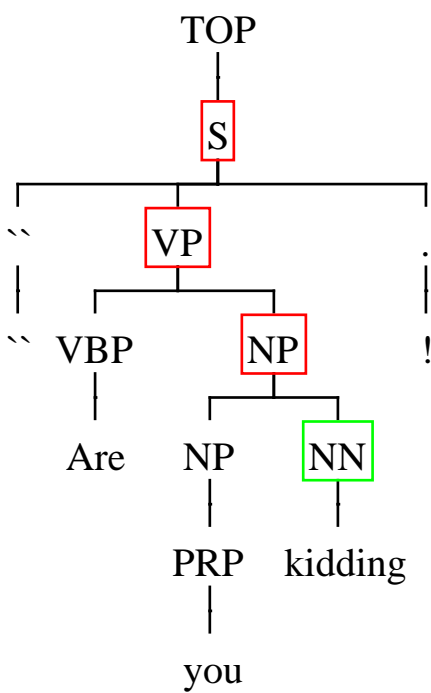 TOP
S
`` VP .
`` VBP NP !
Are NP NN
PRP kidding
you